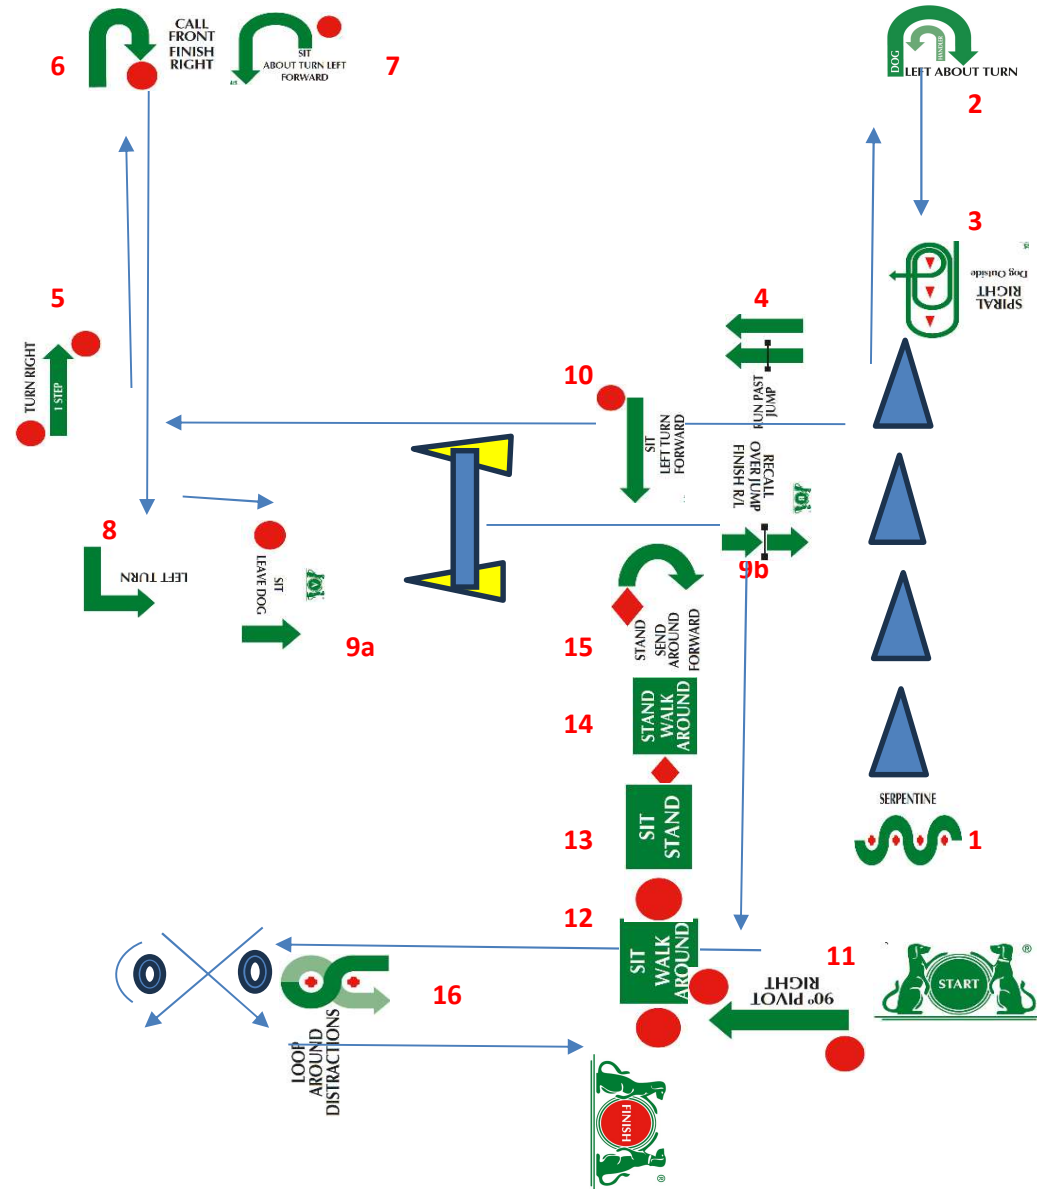 6
CALL
FRONT
FINISH
RIGHT
SIT
ABOUT TURN LEFT
FORWARD
7
DOG
HANDLER
LEFT ABOUT TURN
2
3
Dog Outside
SPIRAL
RIGHT
5
TURN RIGHT
1 STEP
4
RUN PAST
JUMP
10
SIT
LEFT TURN
FORWARD
RECALL
OVER JUMP
FINISH R/L
9b
8
LEFT TURN
SIT
LEAVE DOG
9a
15
STAND
SEND
AROUND
FORWARD
14
STAND
WALK
AROUND
13
SIT
STAND
SERPENTINE
1
12
SIT
WALK
AROUND
11
90º PIVOT
RIGHT
START
®
16
LOOP
AROUND
DISTRACTIONS
FINISH
®